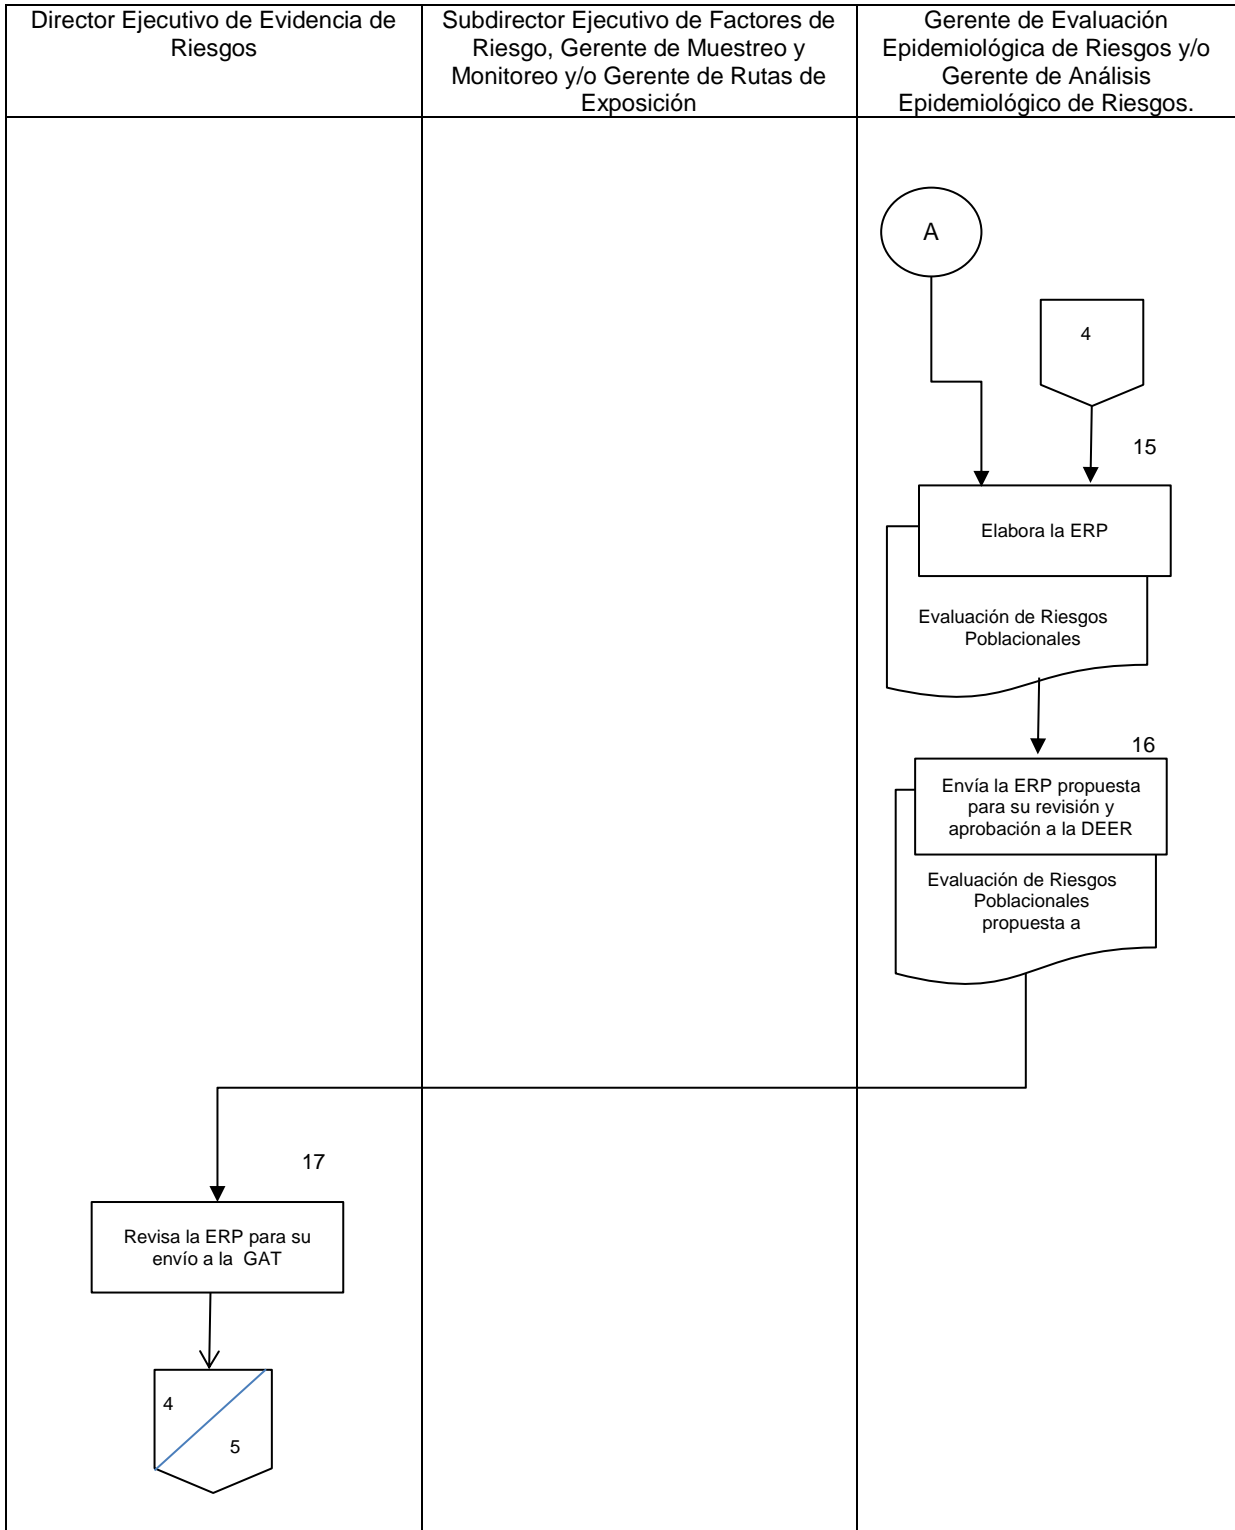 Director Ejecutivo de Evidencia de
Riesgos
Subdirector Ejecutivo de Factores de
Riesgo, Gerente de Muestreo y
Monitoreo y/o Gerente de Rutas de
Exposición
Gerente de Evaluación
Epidemiológica de Riesgos y/o
Gerente de Análisis
Epidemiológico de Riesgos.
A
4
15
Elabora la ERP
Evaluación de Riesgos
Poblacionales
16
Envía la ERP propuesta
para su revisión y
aprobación a la DEER
Evaluación de Riesgos
Poblacionales
propuesta a
17
Revisa la ERP para su
envío a la GAT
4
5